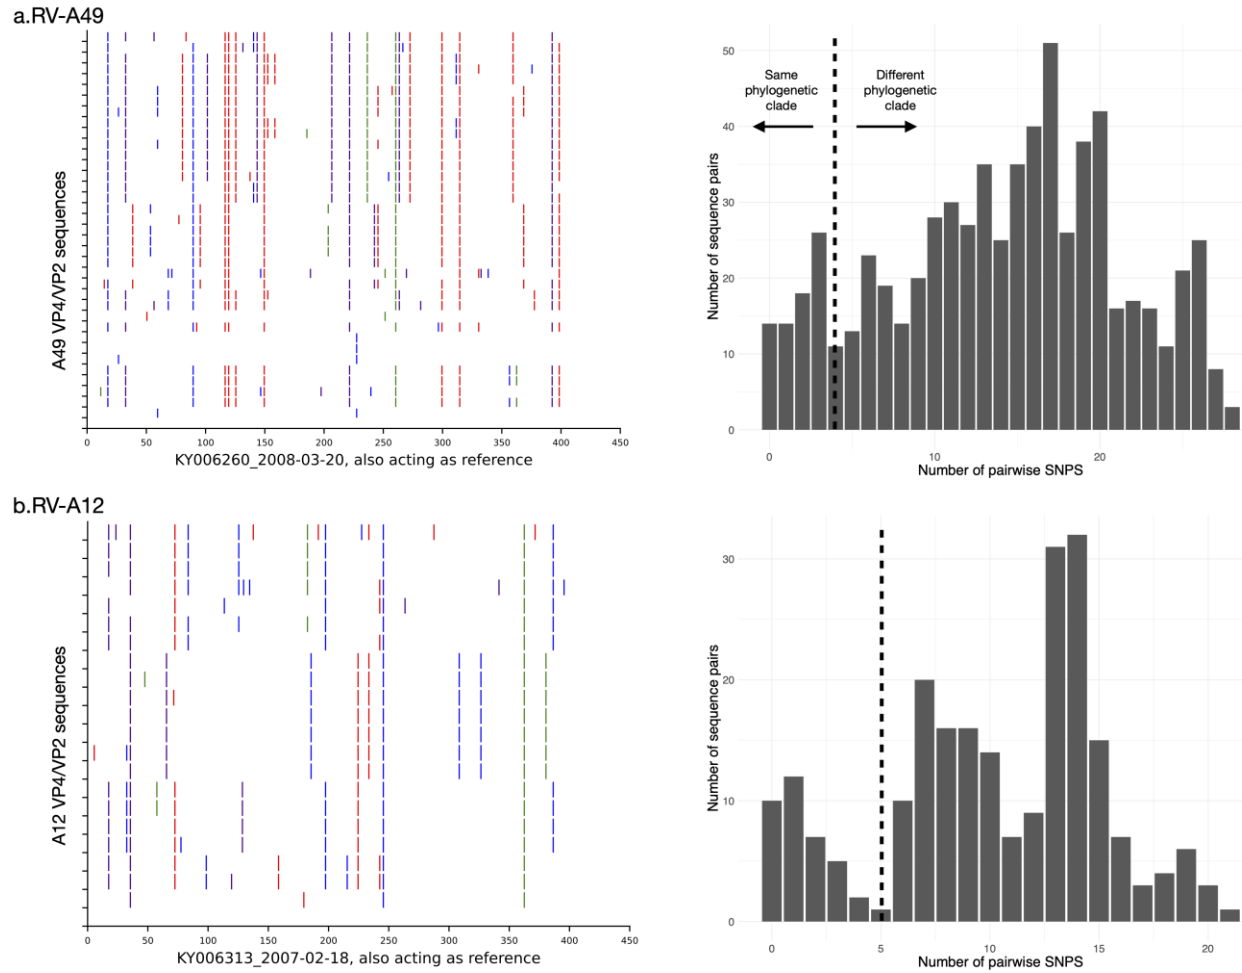 a.RV-A49
A49 VP4/VP2 sequences
0 50 100 150 200 250 300 350 400 450
KY006260_2008-03-20, also acting as reference
Number of sequence pairs
50
40
30
20
10
0
Same
phylogenetic
clade
Different
phylogenetic
clade
0 10 20
Number of pairwise SNPS
b.RV-A12
A12 VP4/VP2 sequences
0 50 100 150 200 250 300 350 400 450
KY006313_2007-02-18, also acting as reference
Number of sequence pairs
30
20
10
0
0 5 10 15 20
Number of pairwise SNPS